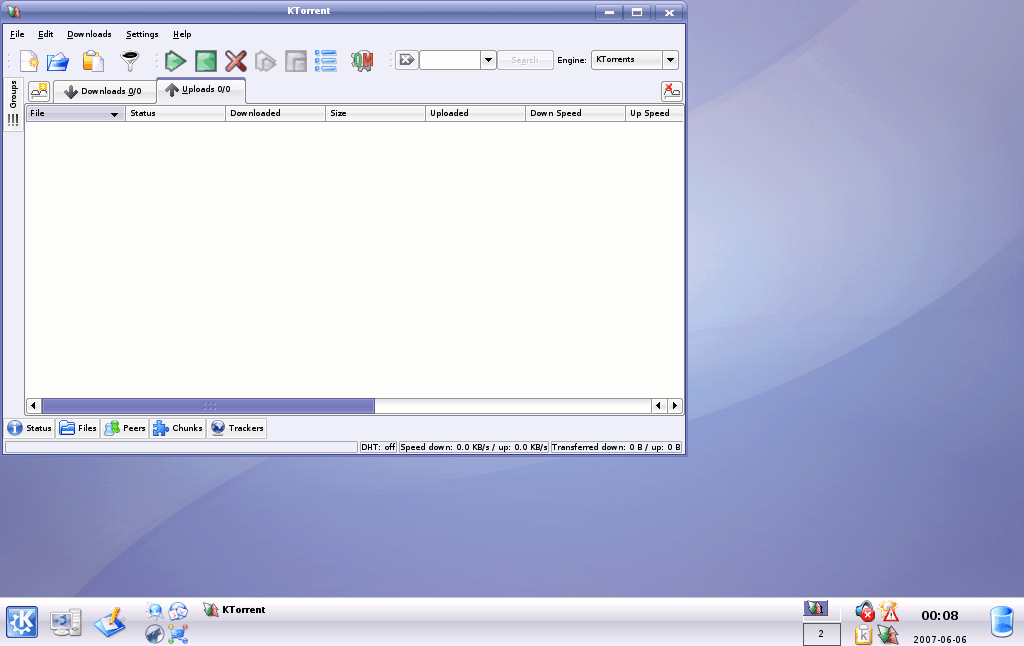 KTorrent
File Edit Downloads Settings Help
Search Engine: KTorrents
Groups
Downloads 0/0 Uploads 0/0
File Status Downloaded Size Uploaded Down Speed Up Speed
Status Files Peers Chunks Trackers
DHT: off Speed down: 0.0 KB/s / up: 0.0 KB/s Transferred down: 0 B / up: 0 B
KTorrent
2
00:08
2007-06-06